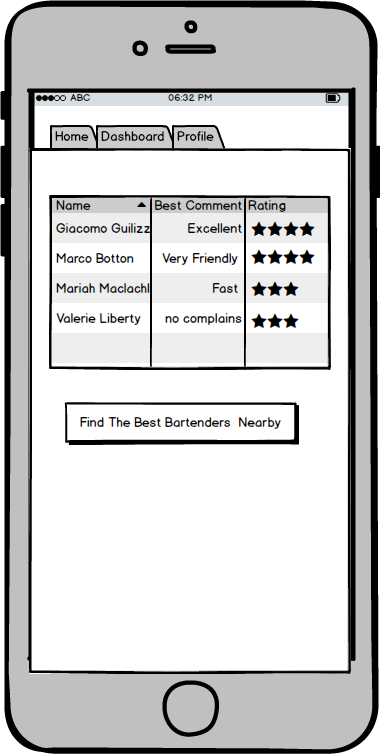 ABC 06:32 PM
Home Dashboard Profile
Name Best Comment Rating
Giacomo Guilizz Excellent
Marco Botton Very Friendly
Mariah Maclachl Fast
Valerie Liberty no complains
Find The Best Bartenders Nearby